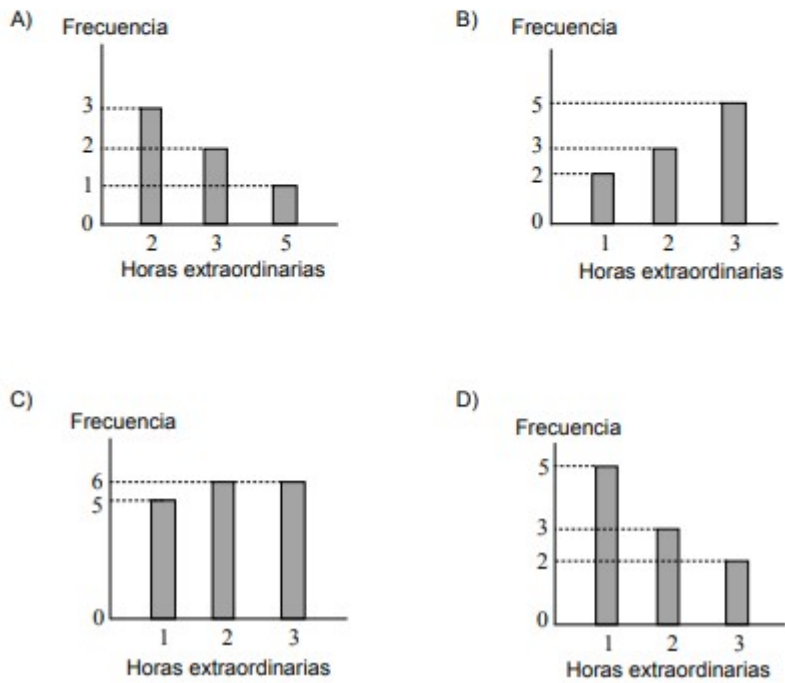 A)
Frecuencia
3
2
1
0
2 3 5
Horas extraordinarias
B)
Frecuencia
5
3
2
0
1 2 3
Horas extraordinarias
C)
Frecuencia
6
5
0
1 2 3
Horas extraordinarias
D)
Frecuencia
5
3
2
0
1 2 3
Horas extraordinarias